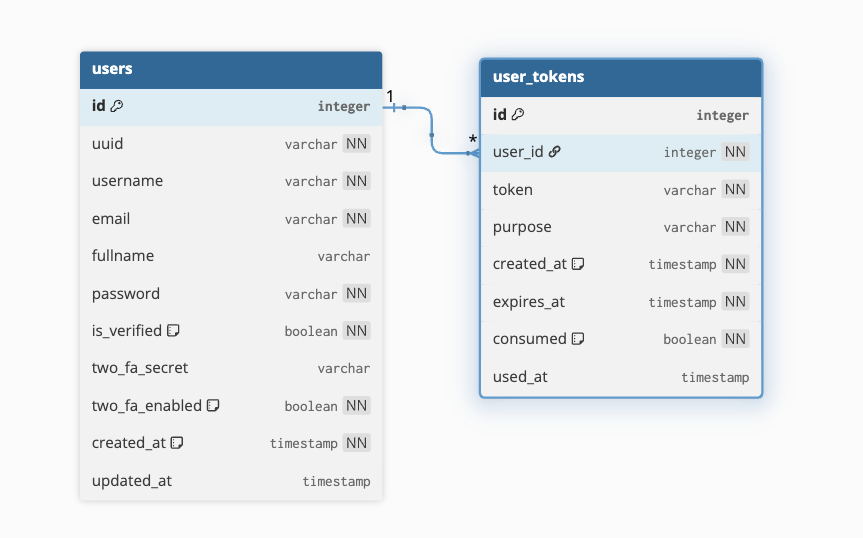 users
id integer
uuid varchar NN
username varchar NN
email varchar NN
fullname varchar
password varchar NN
is_verified boolean NN
two_fa_secret varchar
two_fa_enabled boolean NN
created_at timestamp NN
updated_at timestamp
1
*
user_tokens
id integer
user_id integer NN
token varchar NN
purpose varchar NN
created_at timestamp NN
expires_at timestamp NN
consumed boolean NN
used_at timestamp